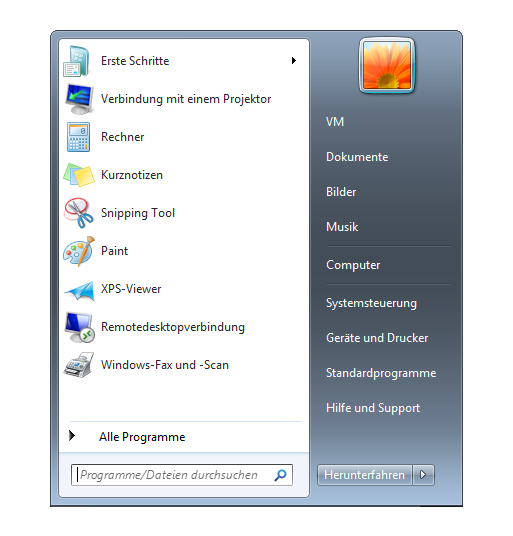 Erste Schritte
Verbindung mit einem Projektor
Rechner
Kurznotizen
Snipping Tool
Paint
XPS-Viewer
Remotedesktopverbindung
Windows-Fax und -Scan
Alle Programme
Programme/Dateien durchsuchen
VM
Dokumente
Bilder
Musik
Computer
Systemsteuerung
Geräte und Drucker
Standardprogramme
Hilfe und Support
Herunterfahren